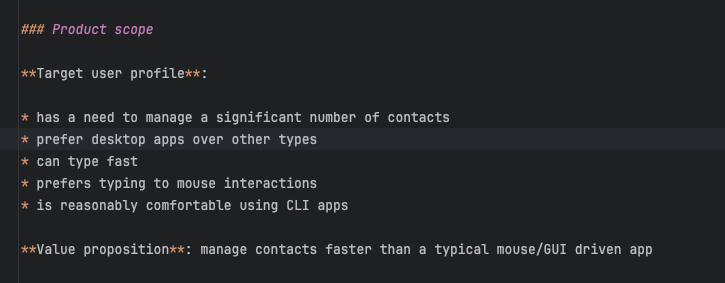 ### Product scope
**Target user profile**:
* has a need to manage a significant number of contacts
* prefer desktop apps over other types
* can type fast
* prefers typing to mouse interactions
* is reasonably comfortable using CLI apps
**Value proposition**: manage contacts faster than a typical mouse/GUI driven app